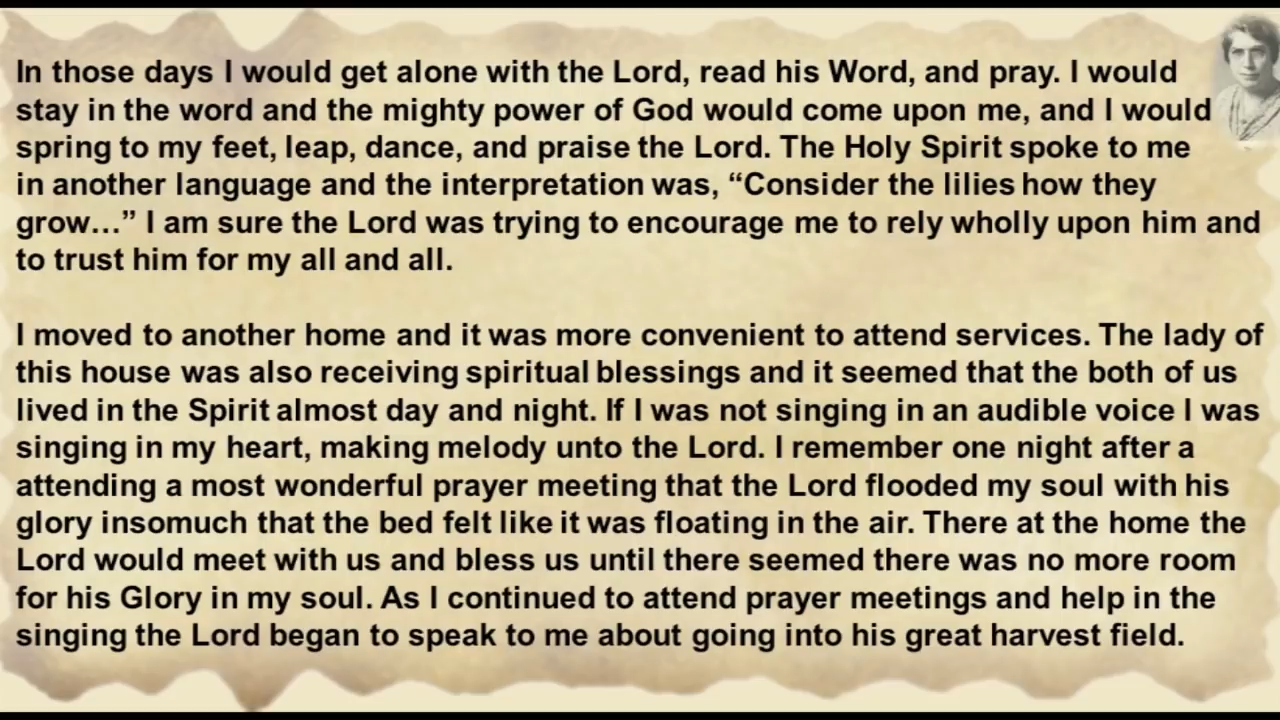 In those days I would get alone with the Lord, read his Word, and pray. I would
stay in the word and the mighty power of God would come upon me, and I would
spring to my feet, leap, dance, and praise the Lord. The Holy Spirit spoke to me
in another language and the interpretation was, “Consider the lilies how they
grow…” I am sure the Lord was trying to encourage me to rely wholly upon him and
to trust him for my all and all.
I moved to another home and it was more convenient to attend services. The lady of
this house was also receiving spiritual blessings and it seemed that the both of us
lived in the Spirit almost day and night. If I was not singing in an audible voice I was
singing in my heart, making melody unto the Lord. I remember one night after a
attending a most wonderful prayer meeting that the Lord flooded my soul with his
glory insomuch that the bed felt like it was floating in the air. There at the home the
Lord would meet with us and bless us until there seemed there was no more room
for his Glory in my soul. As I continued to attend prayer meetings and help in the
singing the Lord began to speak to me about going into his great harvest field.